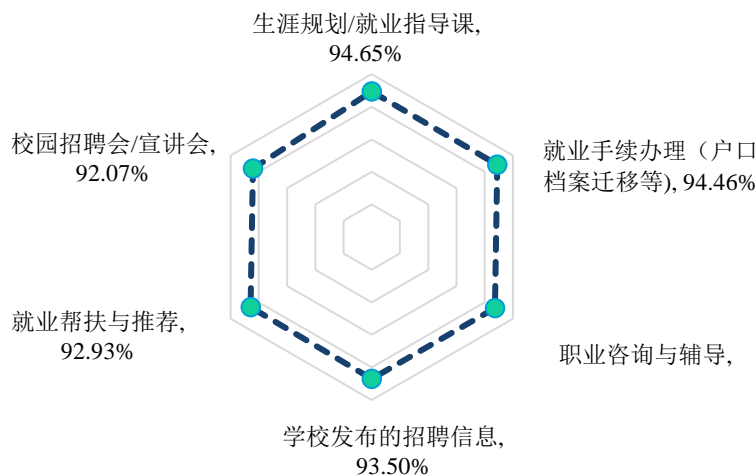 生涯规划/就业指导课,
94.65%
就业手续办理（户口
档案迁移等), 94.46%
职业咨询与辅导,
学校发布的招聘信息,
93.50%
就业帮扶与推荐,
92.93%
校园招聘会/宣讲会,
92.07%